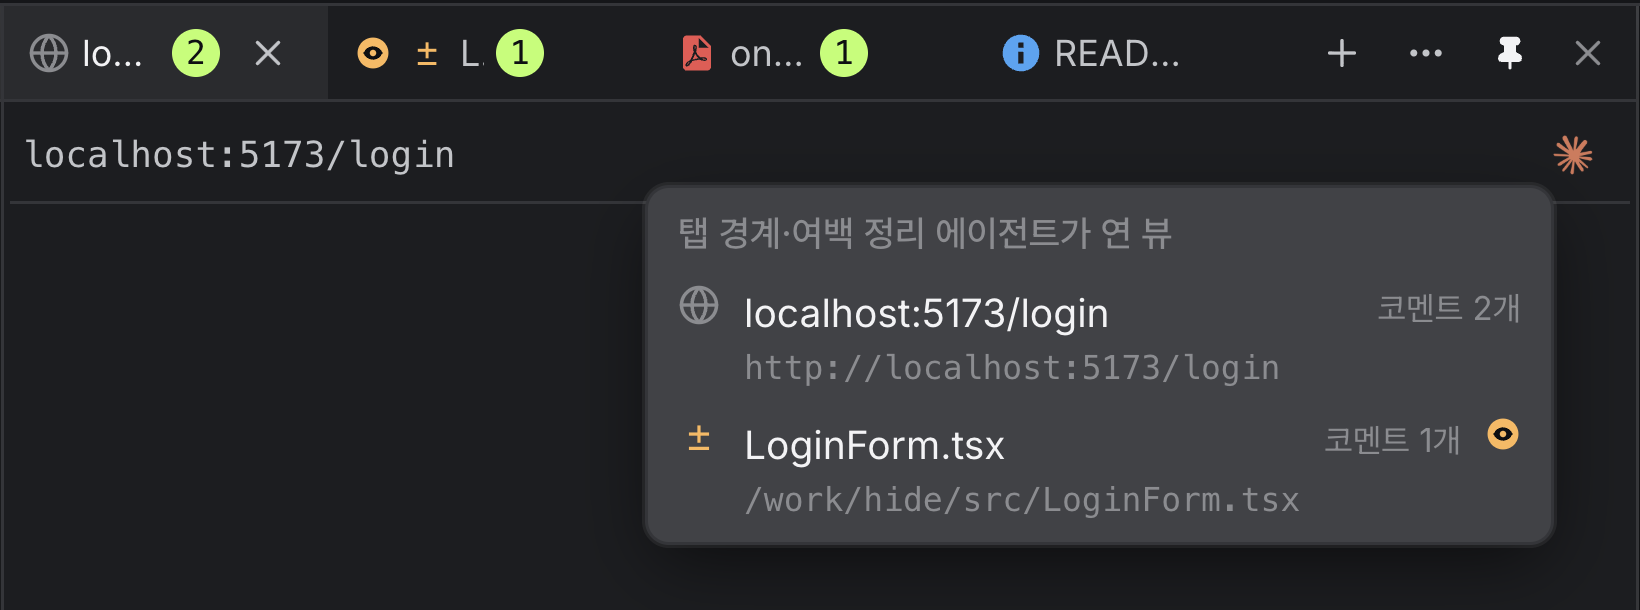 lo... 2
± L. 1
on... 1
READ...
localhost:5173/login
탭 경계·여백 정리 에이전트가 연 뷰
localhost:5173/login 코멘트 2개
http://localhost:5173/login
± LoginForm.tsx 코멘트 1개
/work/hide/src/LoginForm.tsx